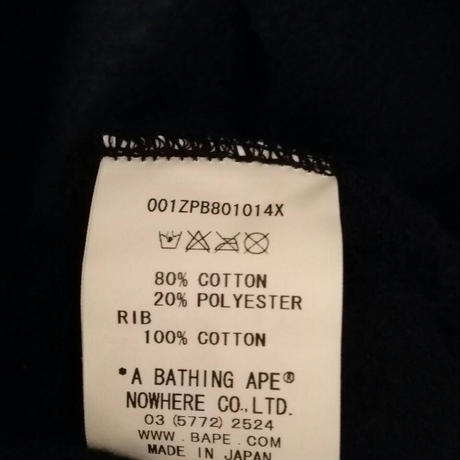 001ZPB801014X
80% COTTON
20% POLYESTER
RIB
100% COTTON
*A BATHING APE®
NOWHERE CO.,LTD.
03 (5772) 2524
WWW.BAPE.COM
MADE IN JAPAN